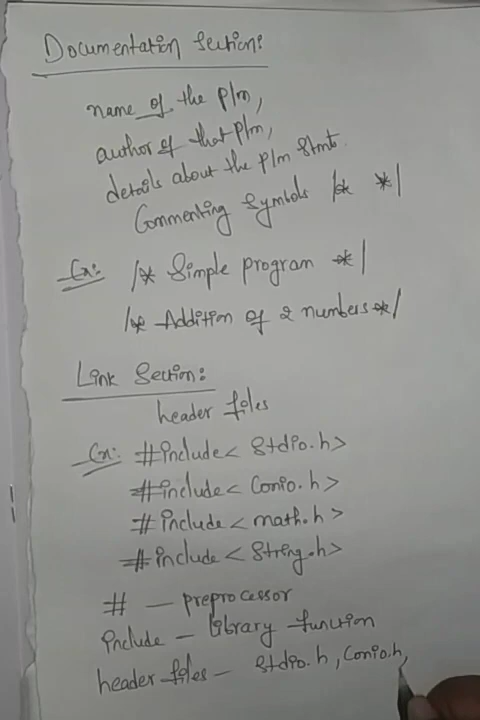 Documentation Section:
name of the p/m,
author of that p/m,
details about the p/m Stmts.
Commenting Symbols /* */
Ex: /* Simple program */
/* Addition of 2 numbers */
Link Section:
header files
Ex: #include< Stdio.h>
#include< Conio.h>
#include< math.h>
#include< String.h>
# — preprocessor
include — library function
header files — Stdio.h, Conio.h,